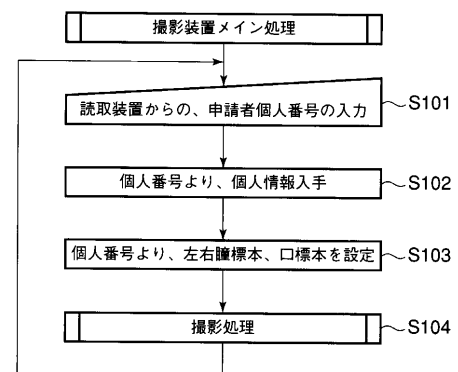 撮影装置メイン処理
読取装置からの、申請者個人番号の入力
S101
個人番号より、個人情報入手
S102
個人番号より、左右瞳標本、口標本を設定
S103
撮影処理
S104